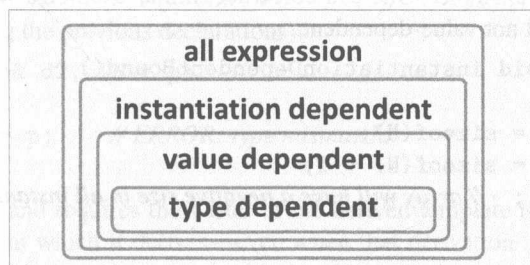 all expression
instantiation dependent
value dependent
type dependent